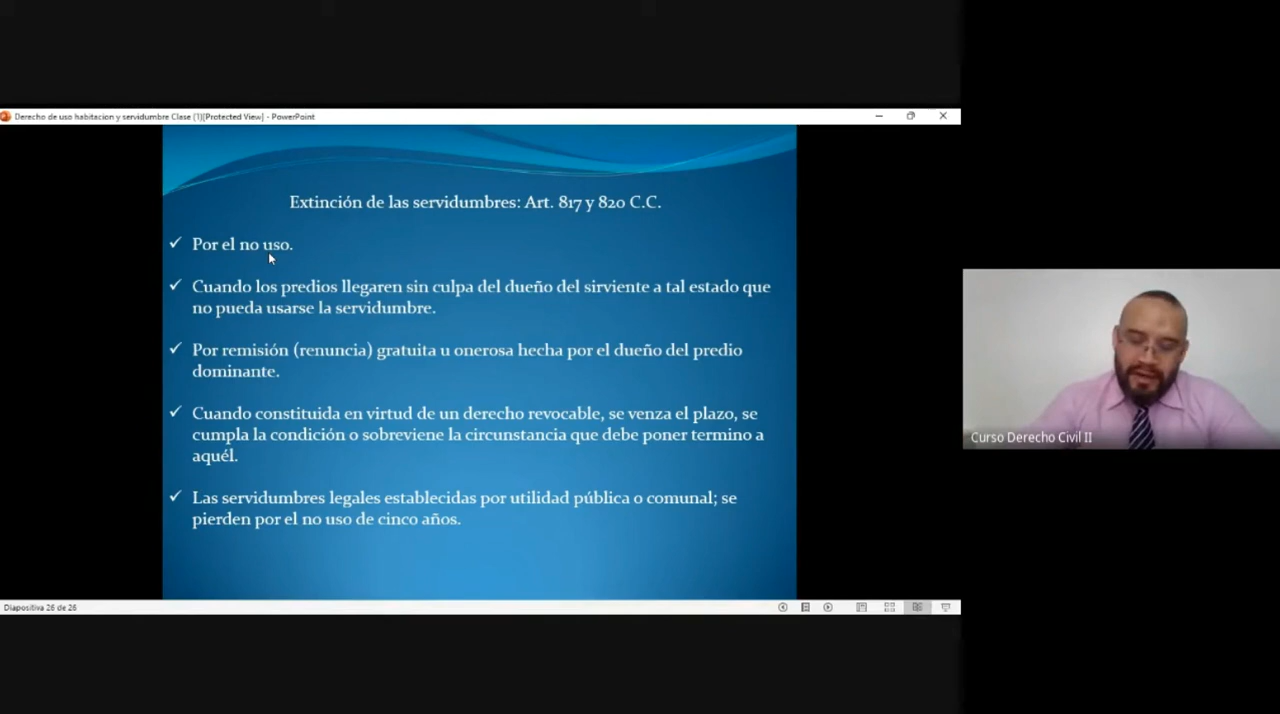 Derecho de uso habitacion y servidumbre Clase (1)[Protected View] - PowerPoint
Extinción de las servidumbres: Art. 817 y 820 C.C.
✓ Por el no uso.
✓ Cuando los predios llegaren sin culpa del dueño del sirviente a tal estado que
no pueda usarse la servidumbre.
✓ Por remisión (renuncia) gratuita u onerosa hecha por el dueño del predio
dominante.
✓ Cuando constituida en virtud de un derecho revocable, se venza el plazo, se
cumpla la condición o sobreviene la circunstancia que debe poner termino a
aquél.
✓ Las servidumbres legales establecidas por utilidad pública o comunal; se
pierden por el no uso de cinco años.
Curso Derecho Civil II
Diapositiva 26 de 26